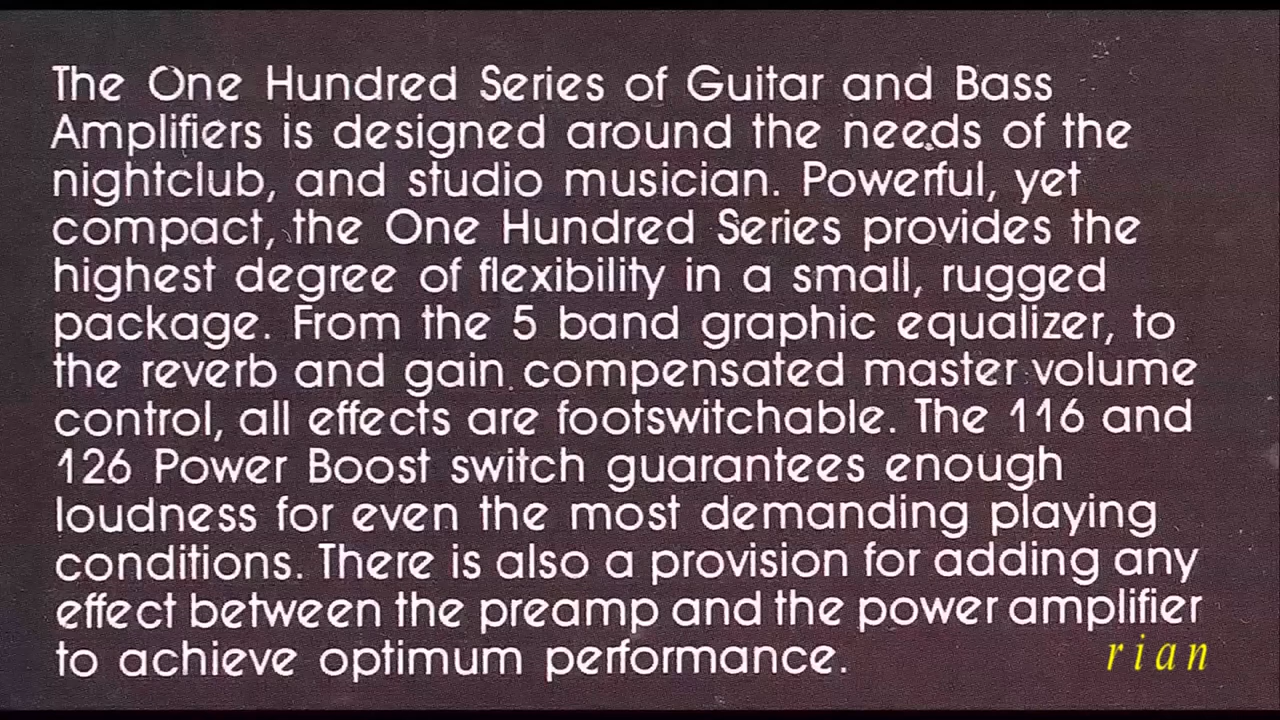 The One Hundred Series of Guitar and Bass
Amplifiers is designed around the needs of the
nightclub, and studio musician. Powerful, yet
compact, the One Hundred Series provides the
highest degree of flexibility in a small, rugged
package. From the 5 band graphic equalizer, to
the reverb and gain compensated master volume
control, all effects are footswitchable. The 116 and
126 Power Boost switch guarantees enough
loudness for even the most demanding playing
conditions. There is also a provision for adding any
effect between the preamp and the power amplifier
to achieve optimum performance.
rian